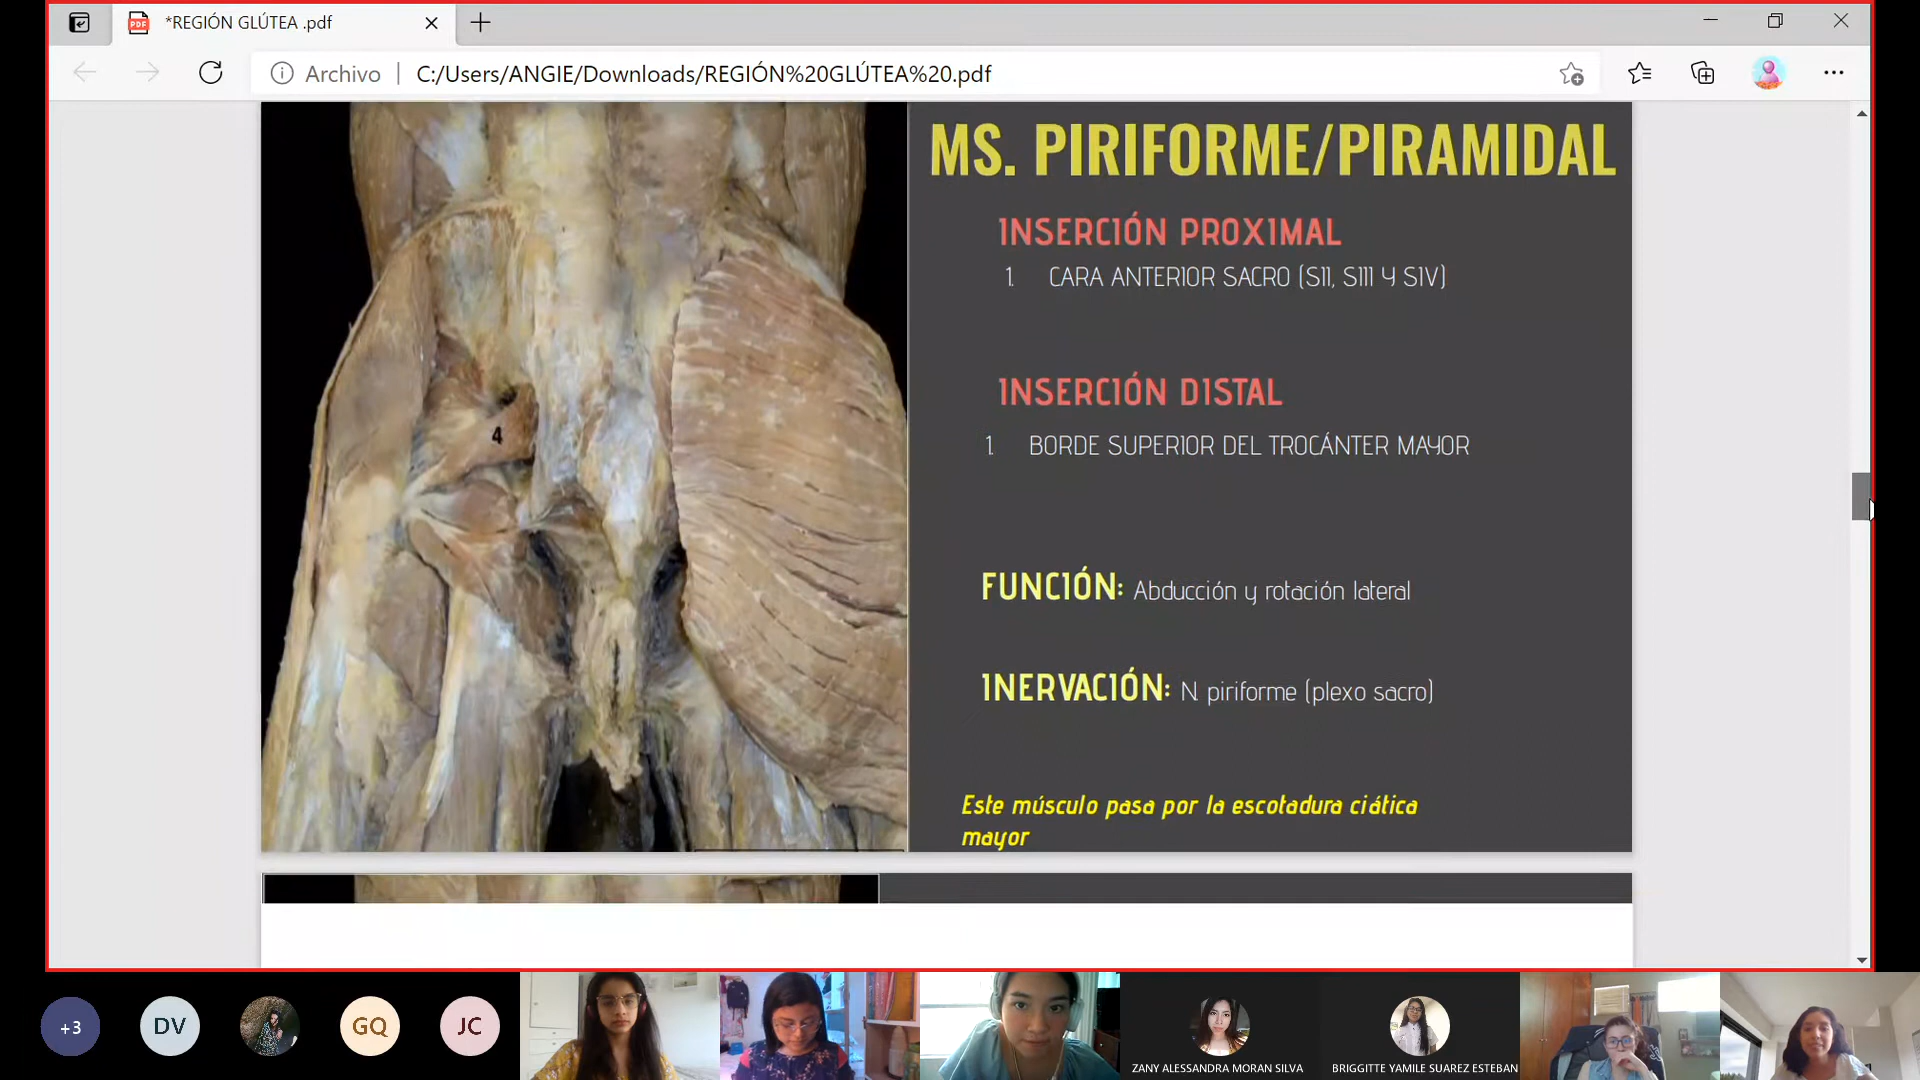 *REGIÓN GLÚTEA .pdf
Archivo | C:/Users/ANGIE/Downloads/REGIÓN%20GLÚTEA%20.pdf
MS. PIRIFORME/PIRAMIDAL
INSERCIÓN PROXIMAL
1. CARA ANTERIOR SACRO (SII, SIII Y SIV)
4
INSERCIÓN DISTAL
1. BORDE SUPERIOR DEL TROCÁNTER MAYOR
FUNCIÓN: Abducción y rotación lateral
INERVACIÓN: N. piriforme (plexo sacro)
Este músculo pasa por la escotadura ciática
mayor
+3
DV
GQ
JC
ZANY ALESSANDRA MORAN SILVA
BRIGGITTE YAMILE SUAREZ ESTEBAN